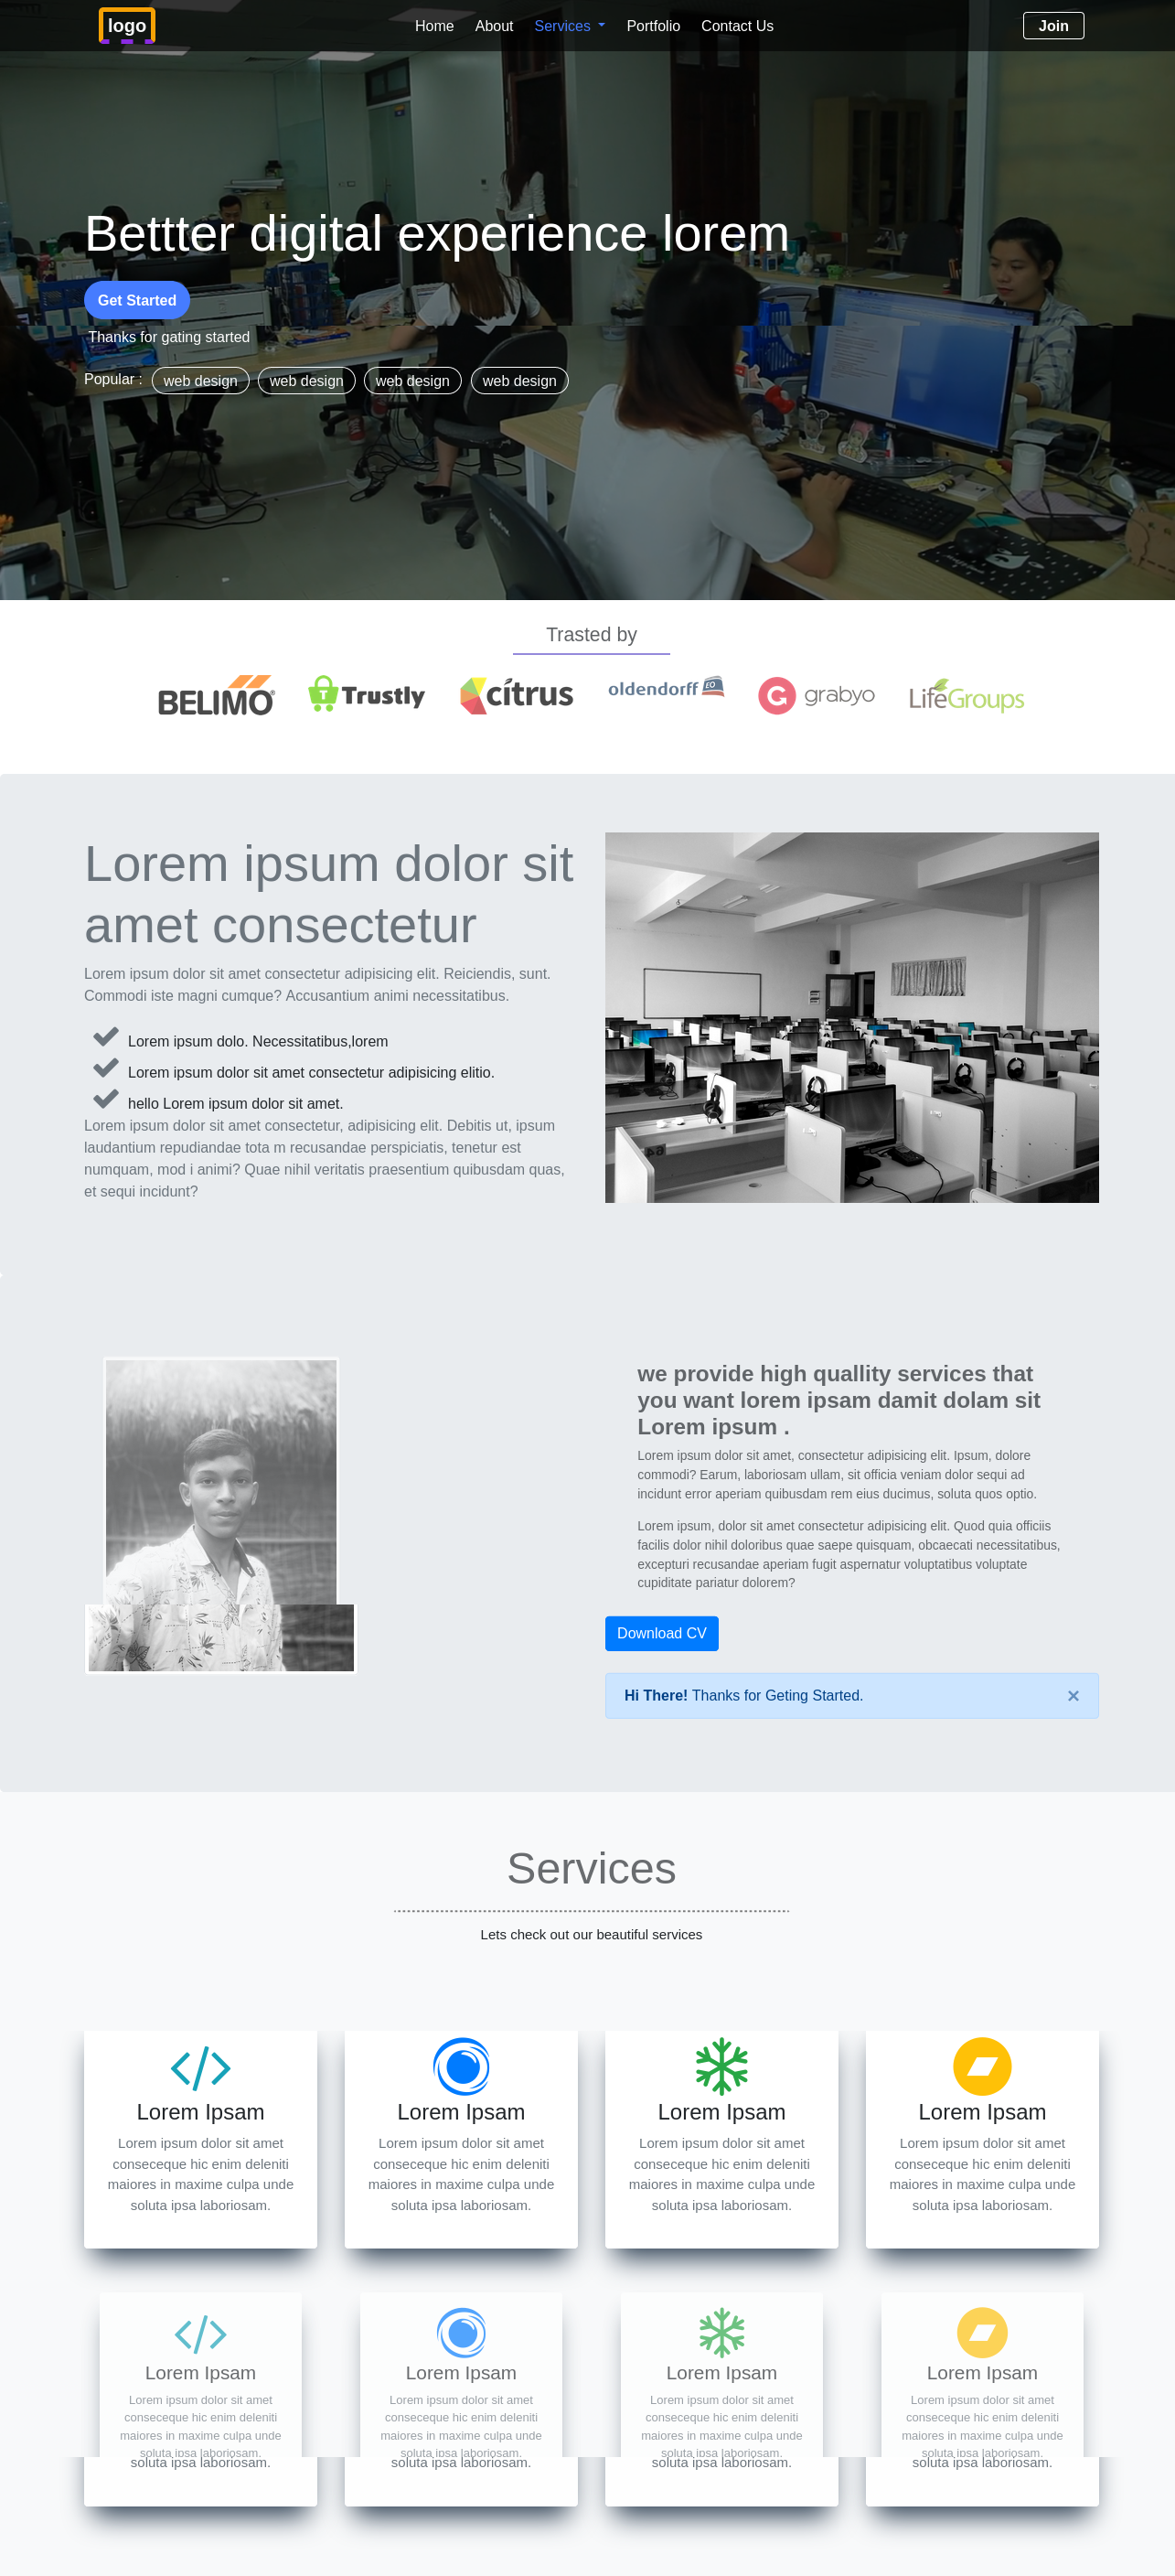 logo
Home About Services Portfolio Contact Us Join
Bettter digital experience lorem
Get Started
Thanks for gating started
Popular : web design web design web design web design
Trasted by
BELIMO Trustly citrus oldendorff EO grabyo LifeGroups
Lorem ipsum dolor sit
amet consectetur
Lorem ipsum dolor sit amet consectetur adipisicing elit. Reiciendis, sunt.
Commodi iste magni cumque? Accusantium animi necessitatibus.
Lorem ipsum dolo. Necessitatibus,lorem
Lorem ipsum dolor sit amet consectetur adipisicing elitio.
hello Lorem ipsum dolor sit amet.
Lorem ipsum dolor sit amet consectetur, adipisicing elit. Debitis ut, ipsum
laudantium repudiandae tota m recusandae perspiciatis, tenetur est
numquam, mod i animi? Quae nihil veritatis praesentium quibusdam quas,
et sequi incidunt?
we provide high quallity services that
you want lorem ipsam damit dolam sit
Lorem ipsum .
Lorem ipsum dolor sit amet, consectetur adipisicing elit. Ipsum, dolore
commodi? Earum, laboriosam ullam, sit officia veniam dolor sequi ad
incidunt error aperiam quibusdam rem eius ducimus, soluta quos optio.
Lorem ipsum, dolor sit amet consectetur adipisicing elit. Quod quia officiis
facilis dolor nihil doloribus quae saepe quisquam, obcaecati necessitatibus,
excepturi recusandae aperiam fugit aspernatur voluptatibus voluptate
cupiditate pariatur dolorem?
Download CV
Hi There! Thanks for Geting Started. ×
Services
Lets check out our beautiful services
Lorem Ipsam
Lorem ipsum dolor sit amet
conseceque hic enim deleniti
maiores in maxime culpa unde
soluta ipsa laboriosam.
Lorem Ipsam
Lorem ipsum dolor sit amet
conseceque hic enim deleniti
maiores in maxime culpa unde
soluta ipsa laboriosam.
Lorem Ipsam
Lorem ipsum dolor sit amet
conseceque hic enim deleniti
maiores in maxime culpa unde
soluta ipsa laboriosam.
Lorem Ipsam
Lorem ipsum dolor sit amet
conseceque hic enim deleniti
maiores in maxime culpa unde
soluta ipsa laboriosam.
Lorem Ipsam
Lorem ipsum dolor sit amet
conseceque hic enim deleniti
maiores in maxime culpa unde
soluta ipsa laboriosam.
soluta ipsa laboriosam.
Lorem Ipsam
Lorem ipsum dolor sit amet
conseceque hic enim deleniti
maiores in maxime culpa unde
soluta ipsa laboriosam.
soluta ipsa laboriosam.
Lorem Ipsam
Lorem ipsum dolor sit amet
conseceque hic enim deleniti
maiores in maxime culpa unde
soluta ipsa laboriosam.
soluta ipsa laboriosam.
Lorem Ipsam
Lorem ipsum dolor sit amet
conseceque hic enim deleniti
maiores in maxime culpa unde
soluta ipsa laboriosam.
soluta ipsa laboriosam.